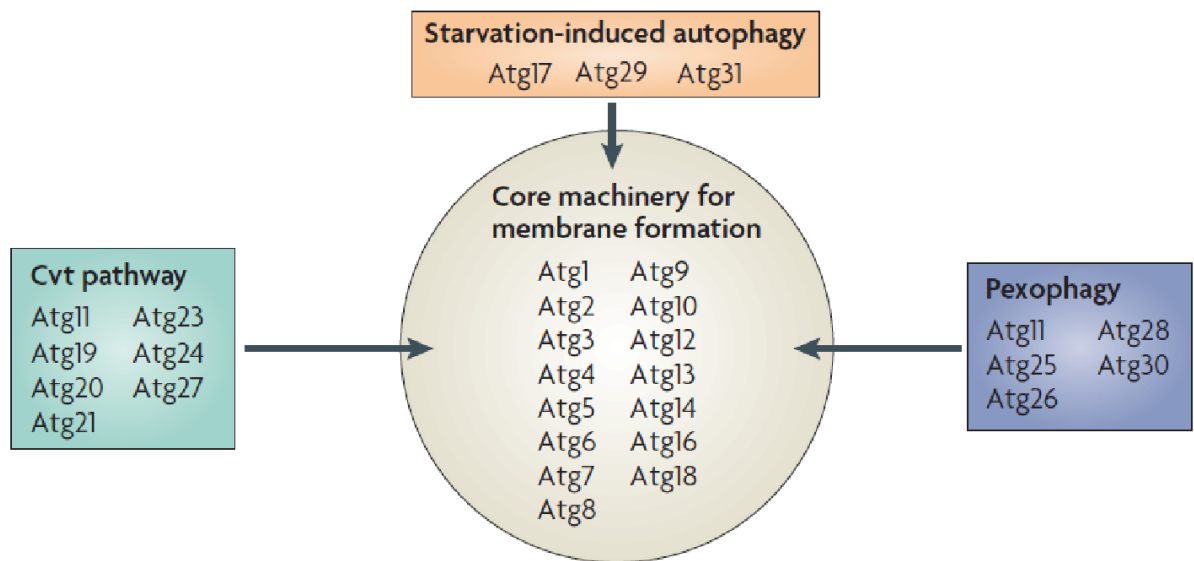 Starvation-induced autophagy
Atg17 Atg29 Atg31
Core machinery for
membrane formation
Atg1 Atg9
Atg2 Atg10
Atg3 Atg12
Atg4 Atg13
Atg5 Atg14
Atg6 Atg16
Atg7 Atg18
Atg8
Cvt pathway
Atg11 Atg23
Atg19 Atg24
Atg20 Atg27
Atg21
Pexophagy
Atg11 Atg28
Atg25 Atg30
Atg26